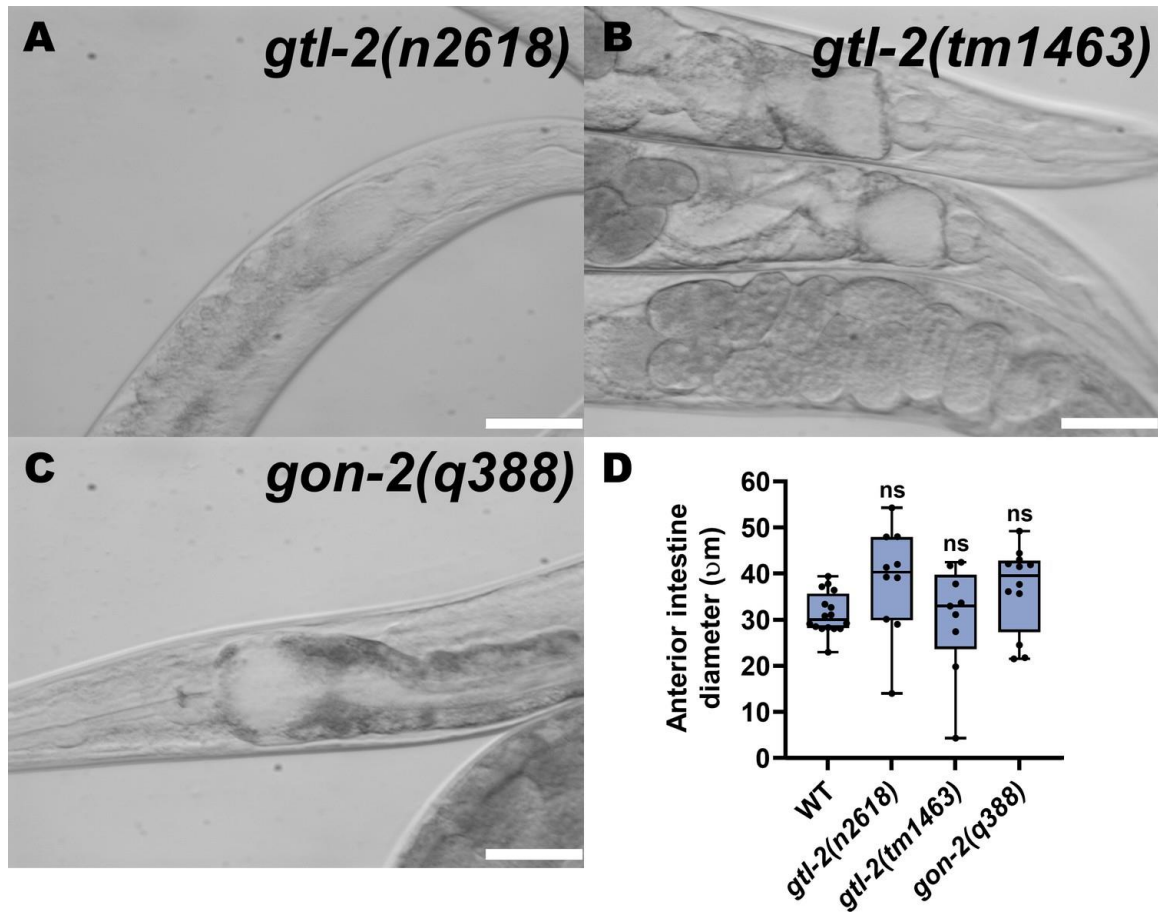 A
gtl-2(n2618)
B
gtl-2(tm1463)
C
gon-2(q388)
D
Anterior intestine
diameter (υm)
60
50
40
30
20
10
0
ns
ns
ns
WT
gtl-2(n2618)
gtl-2(tm1463)
gon-2(q388)